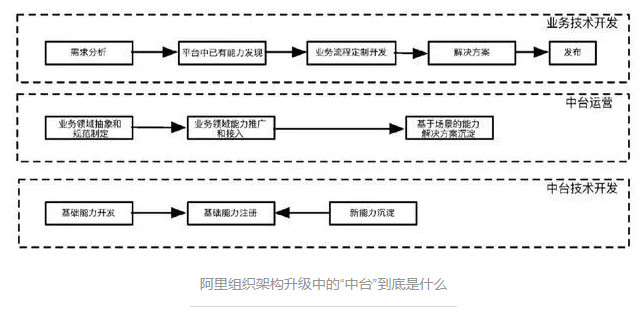 业务技术开发
需求分析
平台中已有能力发现
业务流程定制开发
解决方案
发布
中台运营
业务领域抽象和
规范制定
业务领域能力推广
和接入
基于场景的能力
解决方案沉淀
中台技术开发
基础能力开发
基础能力注册
新能力沉淀
阿里组织架构升级中的“中台”到底是什么